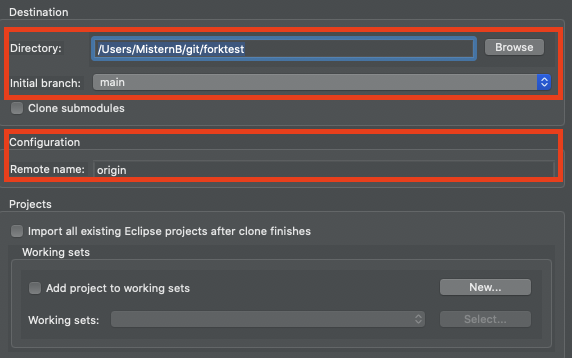 Destination
Directory: /Users/MisternB/git/forktest Browse
Initial branch: main
Clone submodules
Configuration
Remote name: origin
Projects
Import all existing Eclipse projects after clone finishes
Working sets
Add project to working sets New...
Working sets: Select...